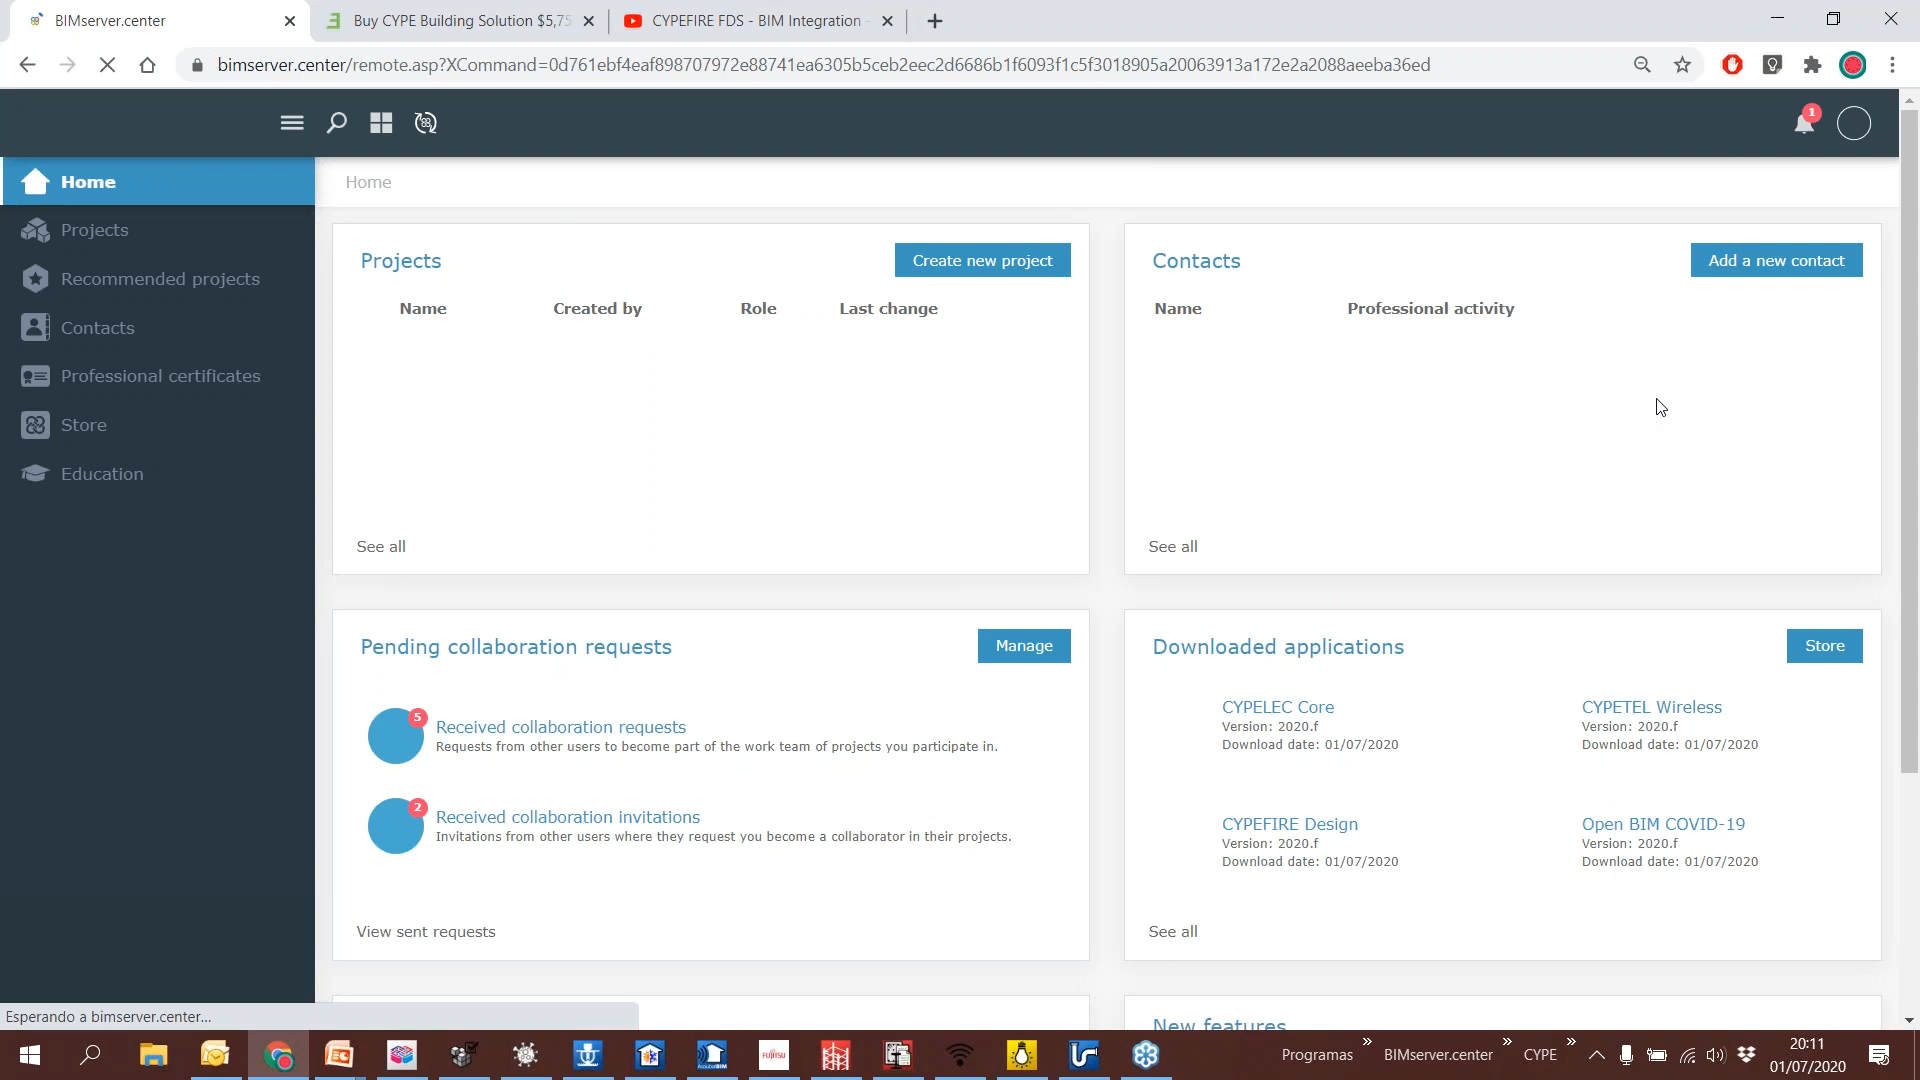 BIMserver.center
Buy CYPE Building Solution $5,75
CYPEFIRE FDS - BIM Integration -
bimserver.center/remote.asp?XCommand=0d761ebf4eaf898707972e88741ea6305b5ceb2eec2d6686b1f6093f1c5f3018905a20063913a172e2a2088aeeba36ed
1
Home
Projects
Recommended projects
Contacts
Professional certificates
Store
Education
Home
Projects
Create new project
Name Created by Role Last change
See all
Contacts
Add a new contact
Name Professional activity
See all
Pending collaboration requests
Manage
5
Received collaboration requests
Requests from other users to become part of the work team of projects you participate in.
2
Received collaboration invitations
Invitations from other users where they request you become a collaborator in their projects.
View sent requests
Downloaded applications
Store
CYPELEC Core
Version: 2020.f
Download date: 01/07/2020
CYPETEL Wireless
Version: 2020.f
Download date: 01/07/2020
CYPEFIRE Design
Version: 2020.f
Download date: 01/07/2020
Open BIM COVID-19
Version: 2020.f
Download date: 01/07/2020
See all
New features
Esperando a bimserver.center...
FUJITSU
Programas » BIMserver.center » CYPE »
20:11
01/07/2020